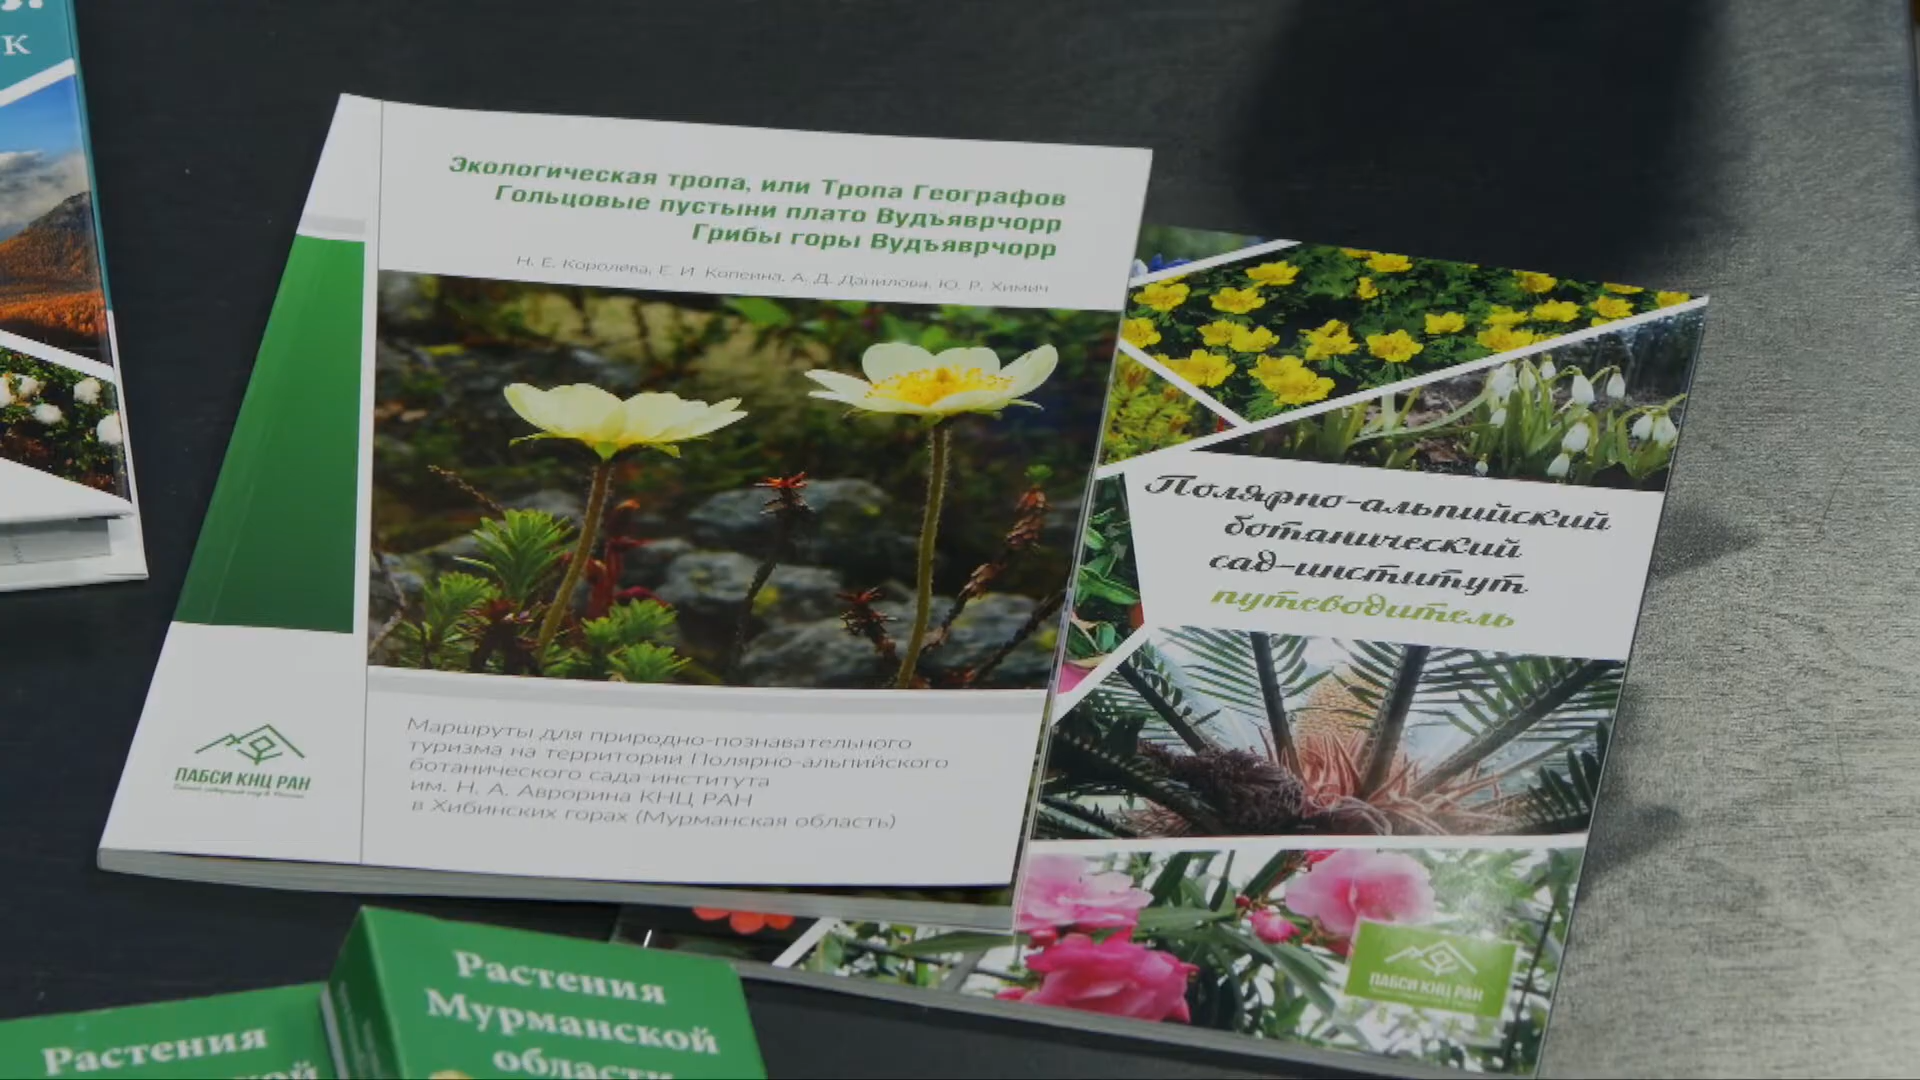 к
Экологическая тропа, или Тропа Географов
Гольцовые пустыни плато Вудъяврчорр
Грибы горы Вудъяврчорр
Н. Е. Королева, Е. И. Копеина, А. Д. Данилова, Ю. Р. Химич
Маршруты для природно-познавательного
туризма на территории Полярно-альпийского
ботанического сада-института
им. Н. А. Аврорина КНЦ РАН
в Хибинских горах (Мурманская область)
ПАБСИ КНЦ РАН
Полярно-альпийский
ботанический
сад-институт
путеводитель
ПАБСИ КНЦ РАН
Растения
Мурманской
области
Растения